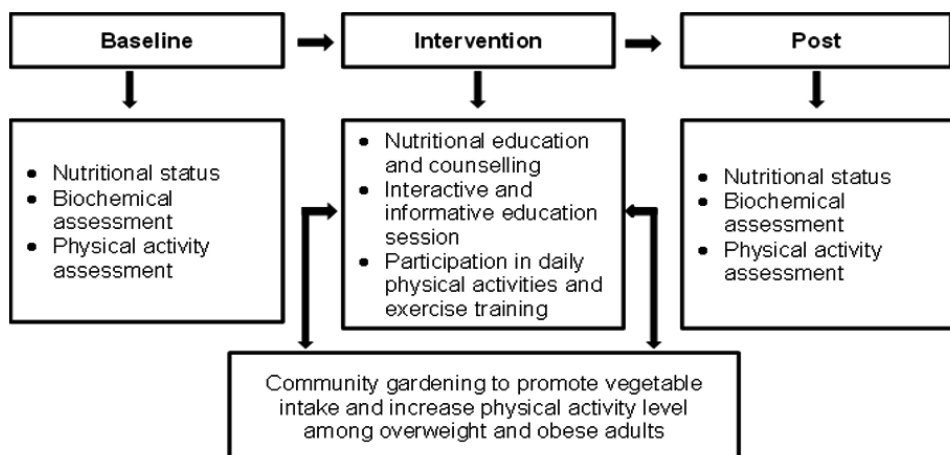 Baseline
Intervention
Post
• Nutritional status
• Biochemical
assessment
• Physical activity
assessment
• Nutritional education
and counselling
• Interactive and
informative education
session
• Participation in daily
physical activities and
exercise training
• Nutritional status
• Biochemical
assessment
• Physical activity
assessment
Community gardening to promote vegetable
intake and increase physical activity level
among overweight and obese adults